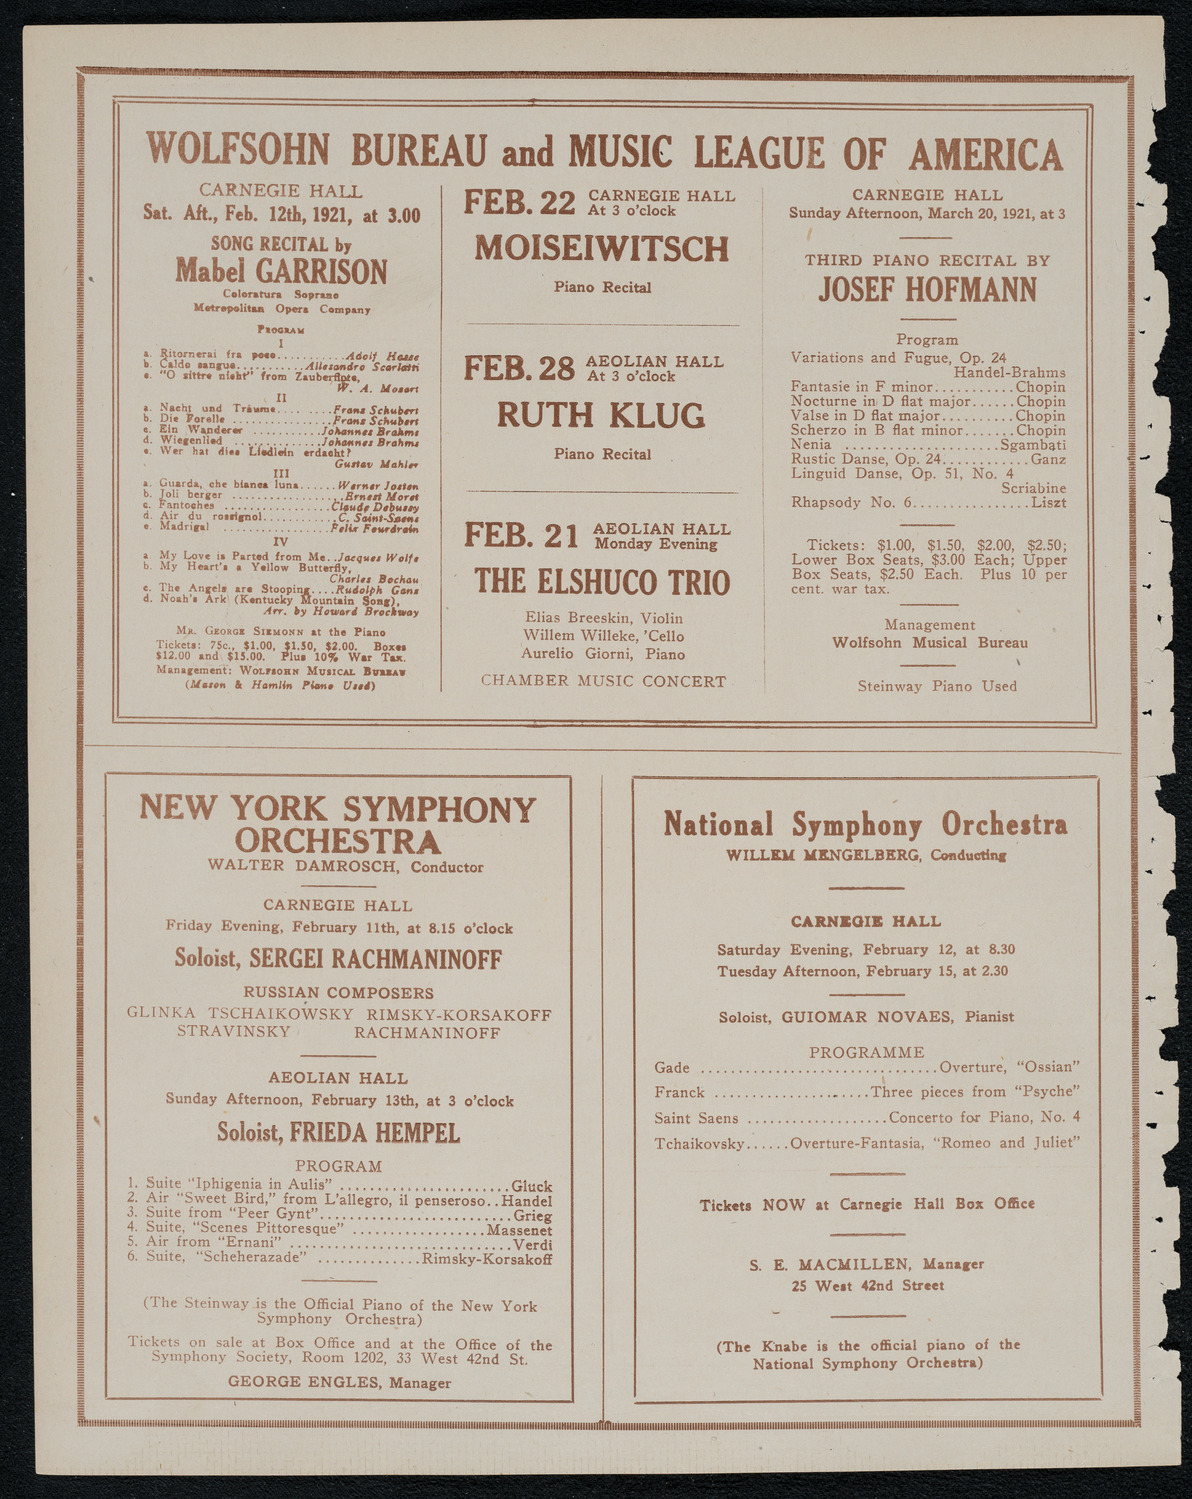 WOLFSOHN BUREAU and MUSIC LEAGUE OF AMERICA
CARNEGIE HALL
Sat. Aft., Feb. 12th, 1921, at 3.00
SONG RECITAL by
Mabel GARRISON
Coloratura Soprano
Metropolitan Opera Company
PROGRAM
I
a. Ritornerai fra poco...........Adolf Hasse
b. Caldo sangue..........Allesandro Scarlatti
c. "O zittre nicht" from Zauberflote,
W. A. Mozart
II
a. Nacht und Träume........Franz Schubert
b. Die Forelle ...............Franz Schubert
c. Ein Wanderer ...........Johannes Brahms
d. Wiegenlied .............Johannes Brahms
e. Wer hat dies Liedlein erdacht?
Gustav Mahler
III
a. Guarda, che bianca luna......Werner Josten
b. Joli berger .................Ernest Moret
c. Fantoches ...............Claude Debussy
d. Air du rossignol...........C. Saint-Saens
e. Madrigal ................Felix Fourdrain
IV
a. My Love is Parted from Me..Jacques Wolfe
b. My Heart's a Yellow Butterfly,
Charles Bochau
c. The Angels are Stooping....Rudolph Ganz
d. Noah's Ark (Kentucky Mountain Song),
Arr. by Howard Brockway
MR. GEORGE SIEMONN at the Piano
Tickets: 75c., $1.00, $1.50, $2.00. Boxes
$12.00 and $15.00. Plus 10% War Tax.
Management: WOLFSOHN MUSICAL BUREAU
(Mason & Hamlin Piano Used)
FEB. 22 CARNEGIE HALL
At 3 o'clock
MOISEIWITSCH
Piano Recital
FEB. 28 AEOLIAN HALL
At 3 o'clock
RUTH KLUG
Piano Recital
FEB. 21 AEOLIAN HALL
Monday Evening
THE ELSHUCO TRIO
Elias Breeskin, Violin
Willem Willeke, 'Cello
Aurelio Giorni, Piano
CHAMBER MUSIC CONCERT
CARNEGIE HALL
Sunday Afternoon, March 20, 1921, at 3
THIRD PIANO RECITAL BY
JOSEF HOFMANN
Program
Variations and Fugue, Op. 24
Handel-Brahms
Fantasie in F minor...........Chopin
Nocturne in D flat major......Chopin
Valse in D flat major..........Chopin
Scherzo in B flat minor.......Chopin
Nenia .....................Sgambati
Rustic Danse, Op. 24............Ganz
Linguid Danse, Op. 51, No. 4
Scriabine
Rhapsody No. 6................Liszt
Tickets: $1.00, $1.50, $2.00, $2.50;
Lower Box Seats, $3.00 Each; Upper
Box Seats, $2.50 Each. Plus 10 per
cent. war tax.
Management
Wolfsohn Musical Bureau
Steinway Piano Used
NEW YORK SYMPHONY
ORCHESTRA
WALTER DAMROSCH, Conductor
CARNEGIE HALL
Friday Evening, February 11th, at 8.15 o'clock
Soloist, SERGEI RACHMANINOFF
RUSSIAN COMPOSERS
GLINKA TSCHAIKOWSKY RIMSKY-KORSAKOFF
STRAVINSKY RACHMANINOFF
AEOLIAN HALL
Sunday Afternoon, February 13th, at 3 o'clock
Soloist, FRIEDA HEMPEL
PROGRAM
1. Suite "Iphigenia in Aulis" ......................Gluck
2. Air "Sweet Bird," from L'allegro, il penseroso..Handel
3. Suite from "Peer Gynt".........................Grieg
4. Suite, "Scenes Pittoresque" .................Massenet
5. Air from "Ernani" .............................Verdi
6. Suite, "Scheherazade" ..............Rimsky-Korsakoff
(The Steinway is the Official Piano of the New York
Symphony Orchestra)
Tickets on sale at Box Office and at the Office of the
Symphony Society, Room 1202, 33 West 42nd St.
GEORGE ENGLES, Manager
National Symphony Orchestra
WILLEM MENGELBERG, Conducting
CARNEGIE HALL
Saturday Evening, February 12, at 8.30
Tuesday Afternoon, February 15, at 2.30
Soloist, GUIOMAR NOVAES, Pianist
PROGRAMME
Gade ...............................Overture, "Ossian"
Franck ....................Three pieces from "Psyche"
Saint Saens ...................Concerto for Piano, No. 4
Tchaikovsky......Overture-Fantasia, "Romeo and Juliet"
Tickets NOW at Carnegie Hall Box Office
S. E. MACMILLEN, Manager
25 West 42nd Street
(The Knabe is the official piano of the
National Symphony Orchestra)